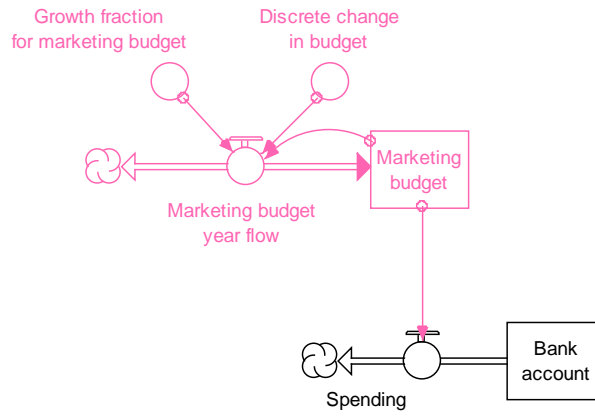 Growth fraction
for marketing budget
Discrete change
in budget
Marketing
budget
Marketing budget
year flow
Bank
account
Spending